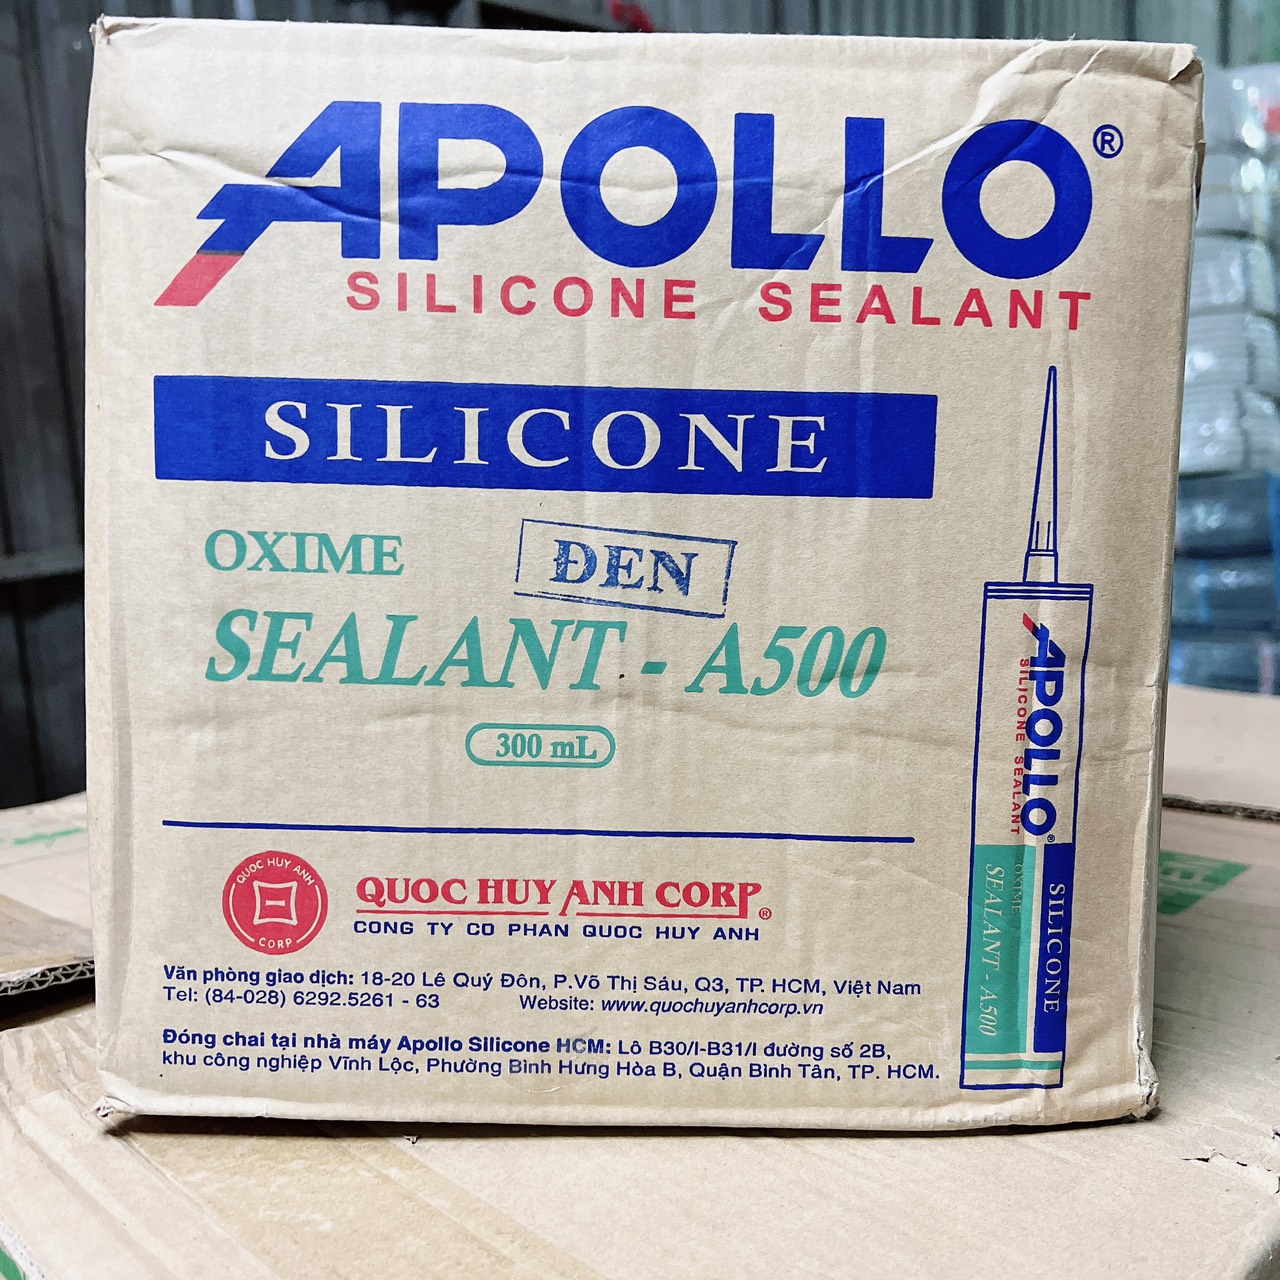 APOLLO®
SILICONE SEALANT
SILICONE
OXIME
ĐEN
SEALANT - A500
300 mL
APOLLO®
SILICONE SEALANT
SILICONE
OXIME
SEALANT - A500
QUOC HUY ANH
CORP
QUOC HUY ANH CORP®
CONG TY CO PHAN QUOC HUY ANH
Văn phòng giao dịch: 18-20 Lê Quý Đôn, P.Võ Thị Sáu, Q3, TP. HCM, Việt Nam
Tel: (84-028) 6292.5261 - 63 Website: www.quochuyanhcorp.vn
Đóng chai tại nhà máy Apollo Silicone HCM: Lô B30/I-B31/I đường số 2B,
khu công nghiệp Vĩnh Lộc, Phường Bình Hưng Hòa B, Quận Bình Tân, TP. HCM.